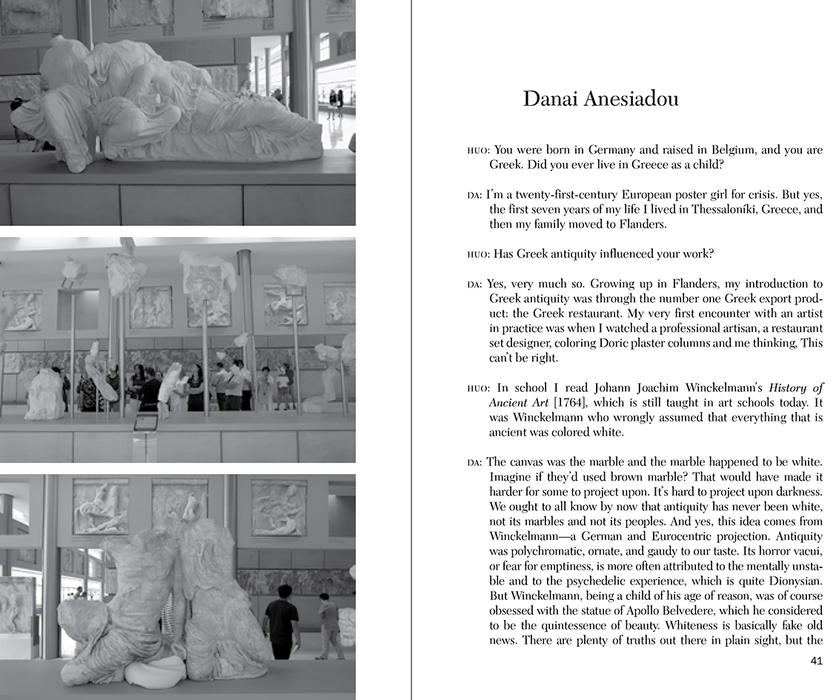 Danai Anesiadou
HUO: You were born in Germany and raised in Belgium, and you are
Greek. Did you ever live in Greece as a child?
DA: I'm a twenty-first-century European poster girl for crisis. But yes,
the first seven years of my life I lived in Thessaloníki, Greece, and
then my family moved to Flanders.
HUO: Has Greek antiquity influenced your work?
DA: Yes, very much so. Growing up in Flanders, my introduction to
Greek antiquity was through the number one Greek export prod-
uct: the Greek restaurant. My very first encounter with an artist
in practice was when I watched a professional artisan, a restaurant
set designer, coloring Doric plaster columns and me thinking, This
can't be right.
HUO: In school I read Johann Joachim Winckelmann's History of
Ancient Art [1764], which is still taught in art schools today. It
was Winckelmann who wrongly assumed that everything that is
ancient was colored white.
DA: The canvas was the marble and the marble happened to be white.
Imagine if they'd used brown marble? That would have made it
harder for some to project upon. It's hard to project upon darkness.
We ought to all know by now that antiquity has never been white,
not its marbles and not its peoples. And yes, this idea comes from
Winckelmann—a German and Eurocentric projection. Antiquity
was polychromatic, ornate, and gaudy to our taste. Its horror vacui,
or fear for emptiness, is more often attributed to the mentally unsta-
ble and to the psychedelic experience, which is quite Dionysian.
But Winckelmann, being a child of his age of reason, was of course
obsessed with the statue of Apollo Belvedere, which he considered
to be the quintessence of beauty. Whiteness is basically fake old
news. There are plenty of truths out there in plain sight, but the
41